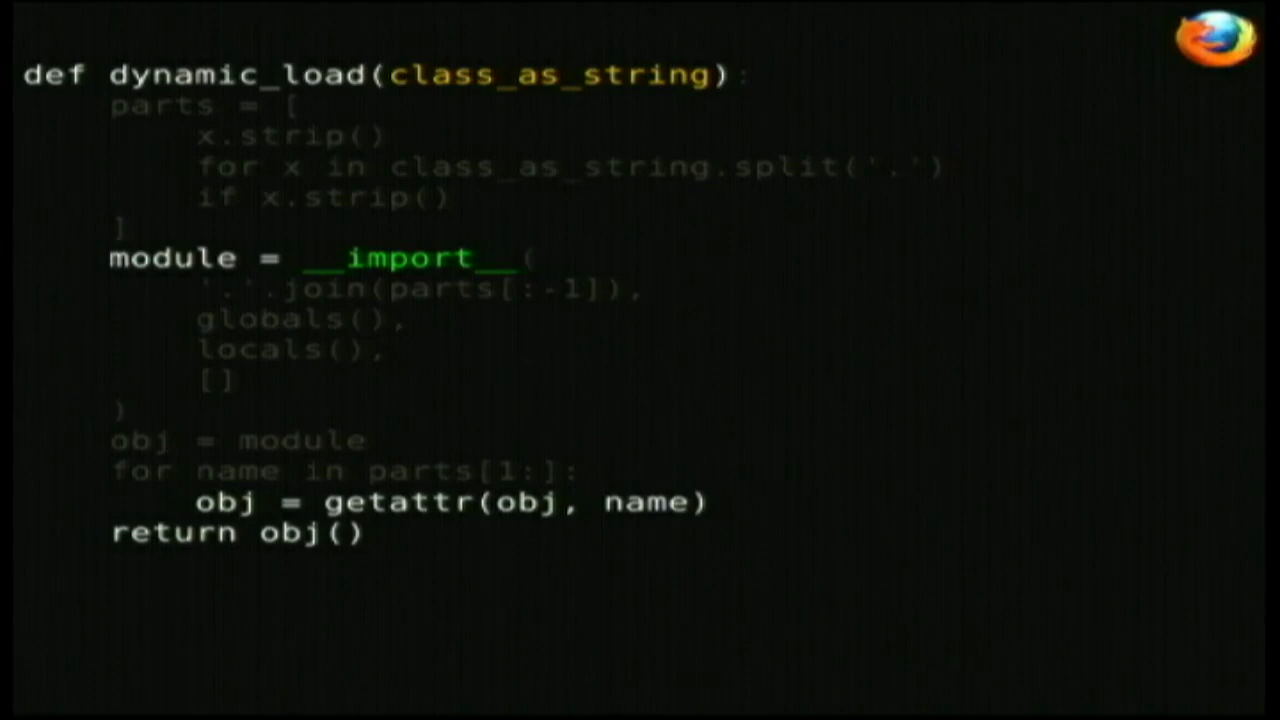 def dynamic_load(class_as_string):
parts = [
x.strip()
for x in class_as_string.split('.')
if x.strip()
]
module = __import__(
'.'.join(parts[:-1]),
globals(),
locals(),
[]
)
obj = module
for name in parts[1:]:
obj = getattr(obj, name)
return obj()